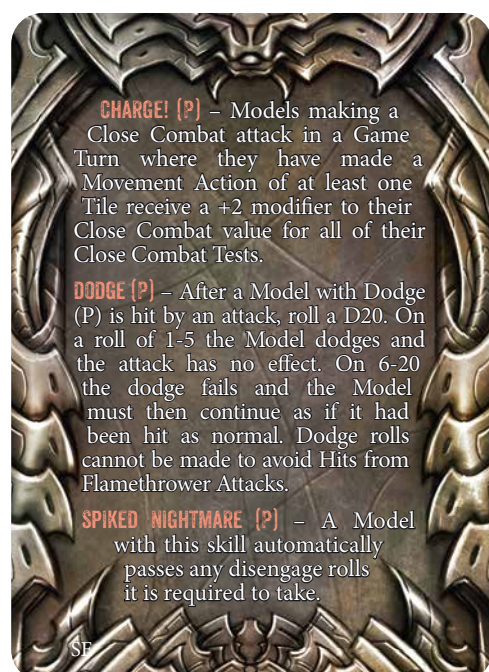 CHARGE! (P) – Models making a
Close Combat attack in a Game
Turn where they have made a
Movement Action of at least one
Tile receive a +2 modifier to their
Close Combat value for all of their
Close Combat Tests.
DODGE (P) – After a Model with Dodge
(P) is hit by an attack, roll a D20. On
a roll of 1-5 the Model dodges and
the attack has no effect. On 6-20
the dodge fails and the Model
must then continue as if it had
been hit as normal. Dodge rolls
cannot be made to avoid Hits from
Flamethrower Attacks.
SPIKED NIGHTMARE (P) – A Model
with this skill automatically
passes any disengage rolls
it is required to take.
SF